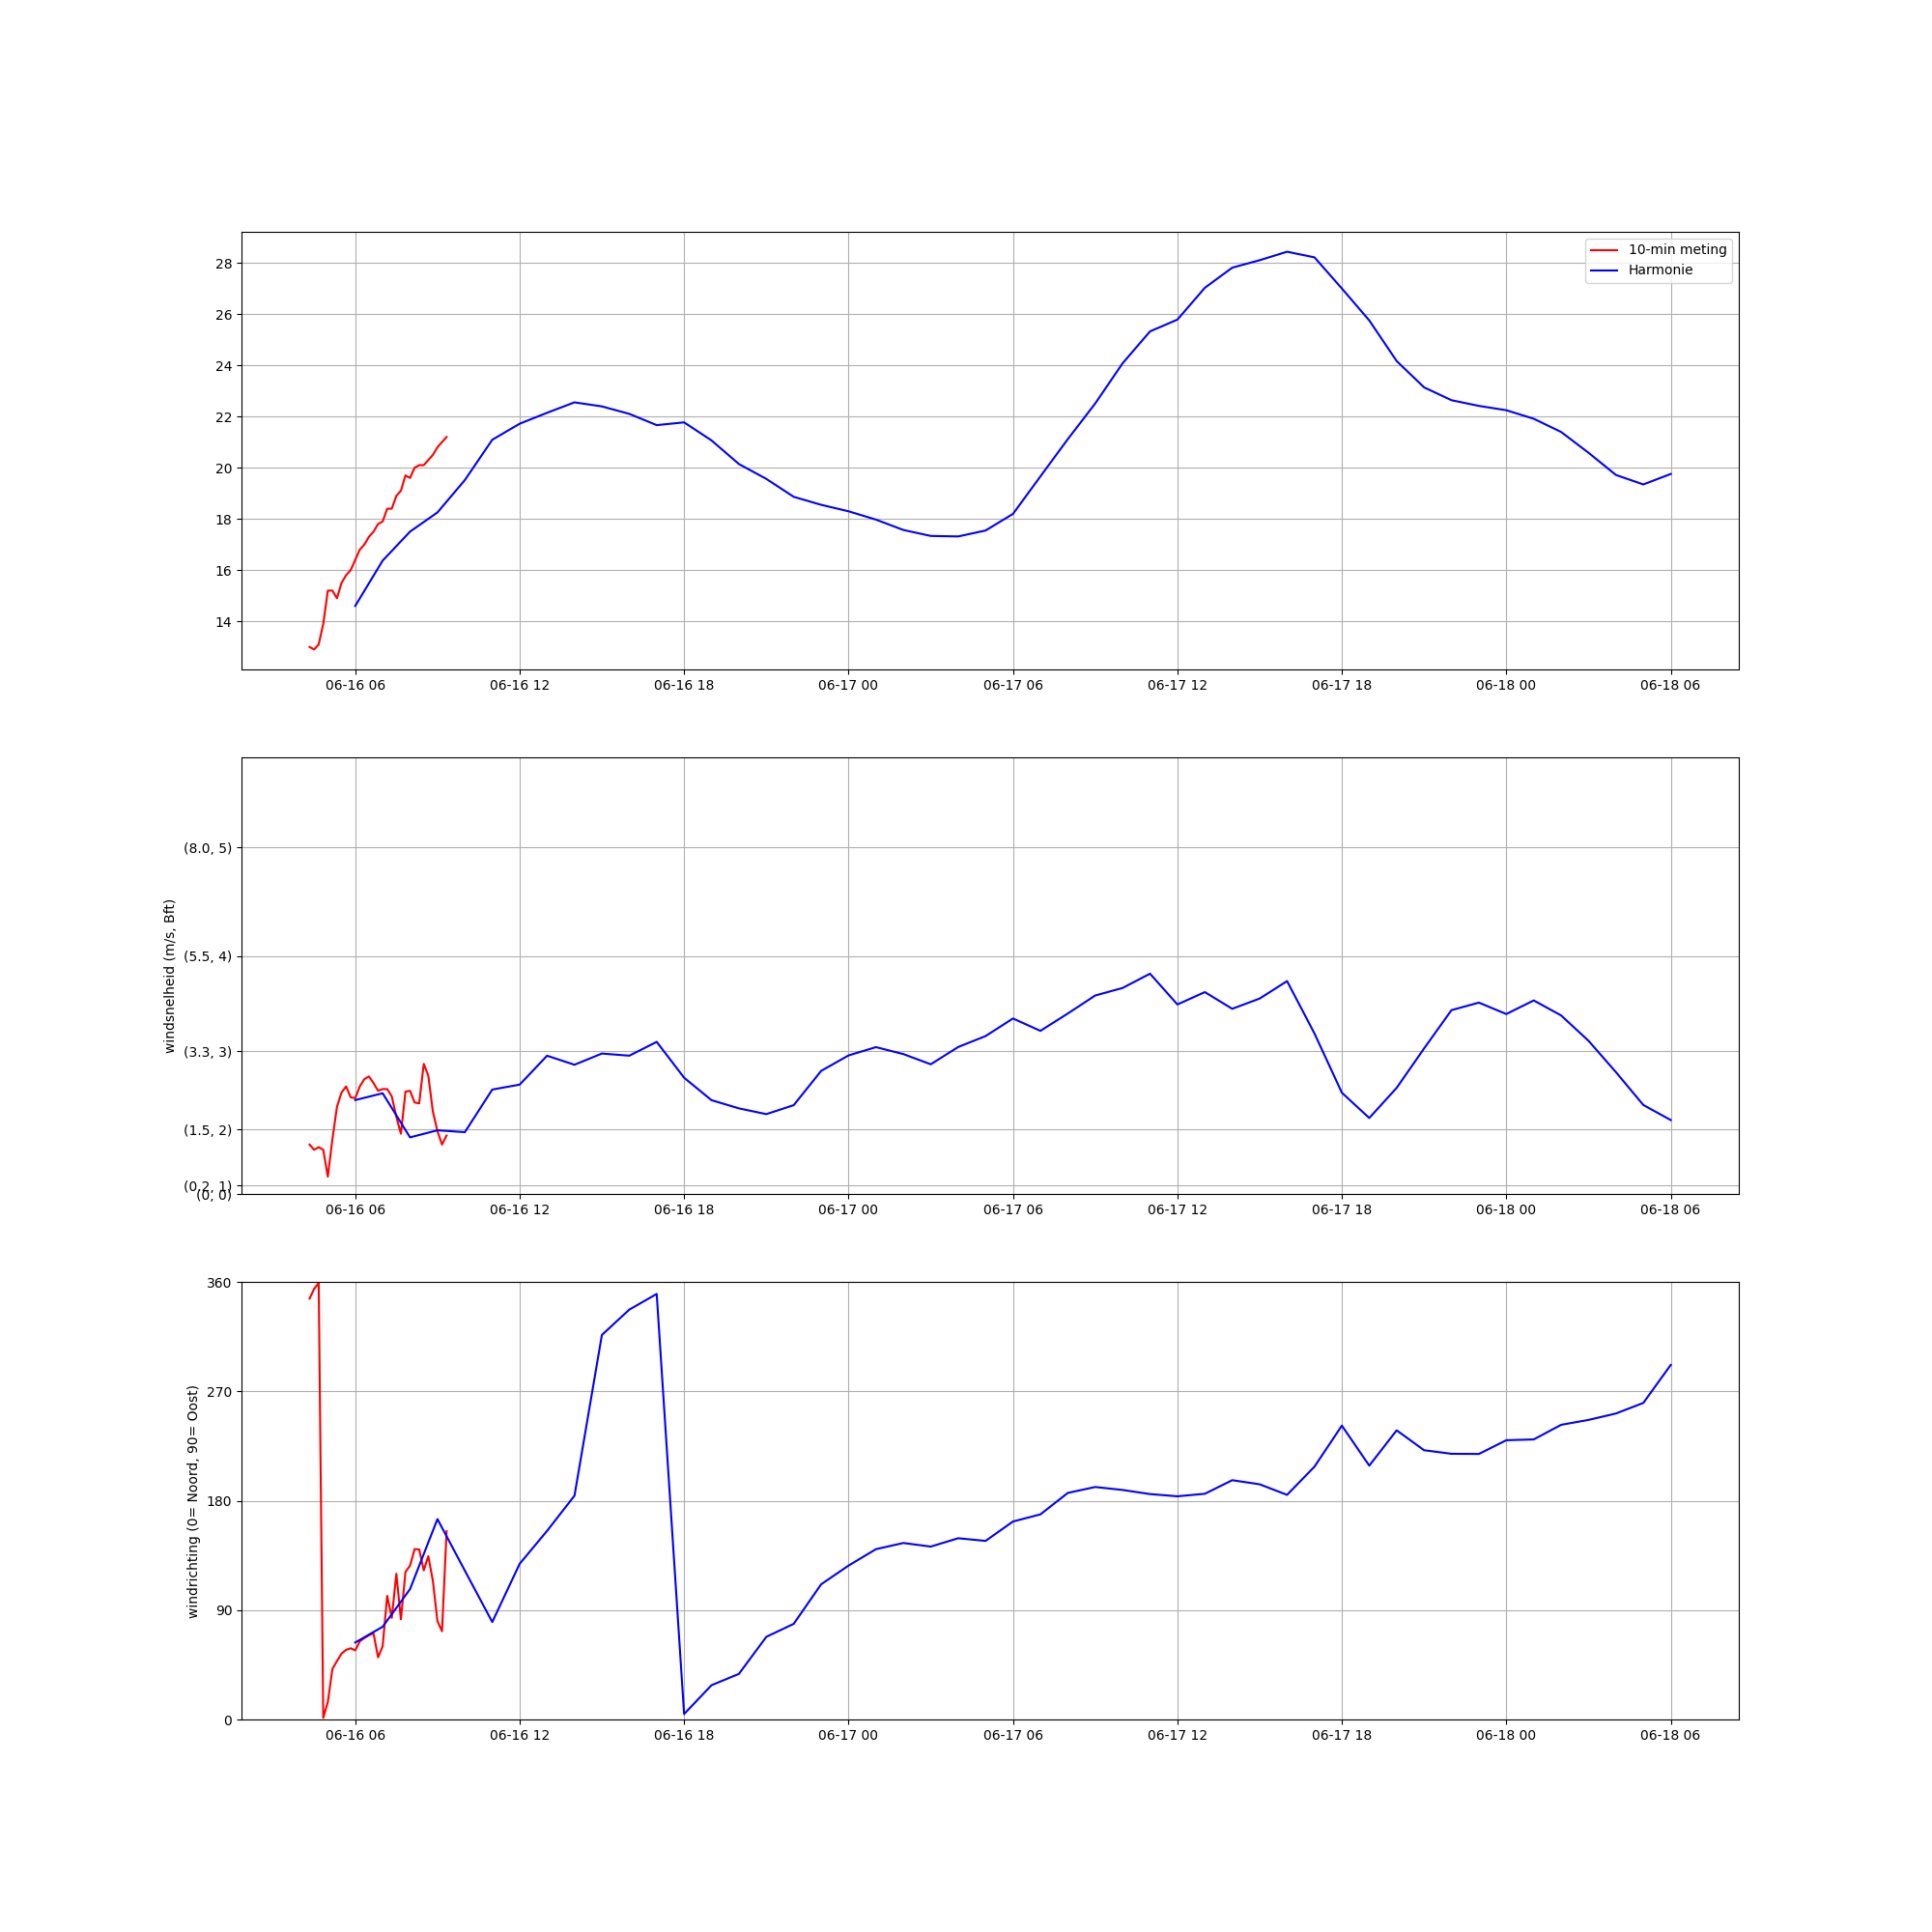 10-min meting
Harmonie
28
26
24
22
20
18
16
14
06-16 06 06-16 12 06-16 18 06-17 00 06-17 06 06-17 12 06-17 18 06-18 00 06-18 06
windsnelheid (m/s, Bft)
(8.0, 5)
(5.5, 4)
(3.3, 3)
(1.5, 2)
(0.2, 1)
(0, 0)
06-16 06 06-16 12 06-16 18 06-17 00 06-17 06 06-17 12 06-17 18 06-18 00 06-18 06
windrichting (0= Noord, 90= Oost)
360
270
180
90
0
06-16 06 06-16 12 06-16 18 06-17 00 06-17 06 06-17 12 06-17 18 06-18 00 06-18 06